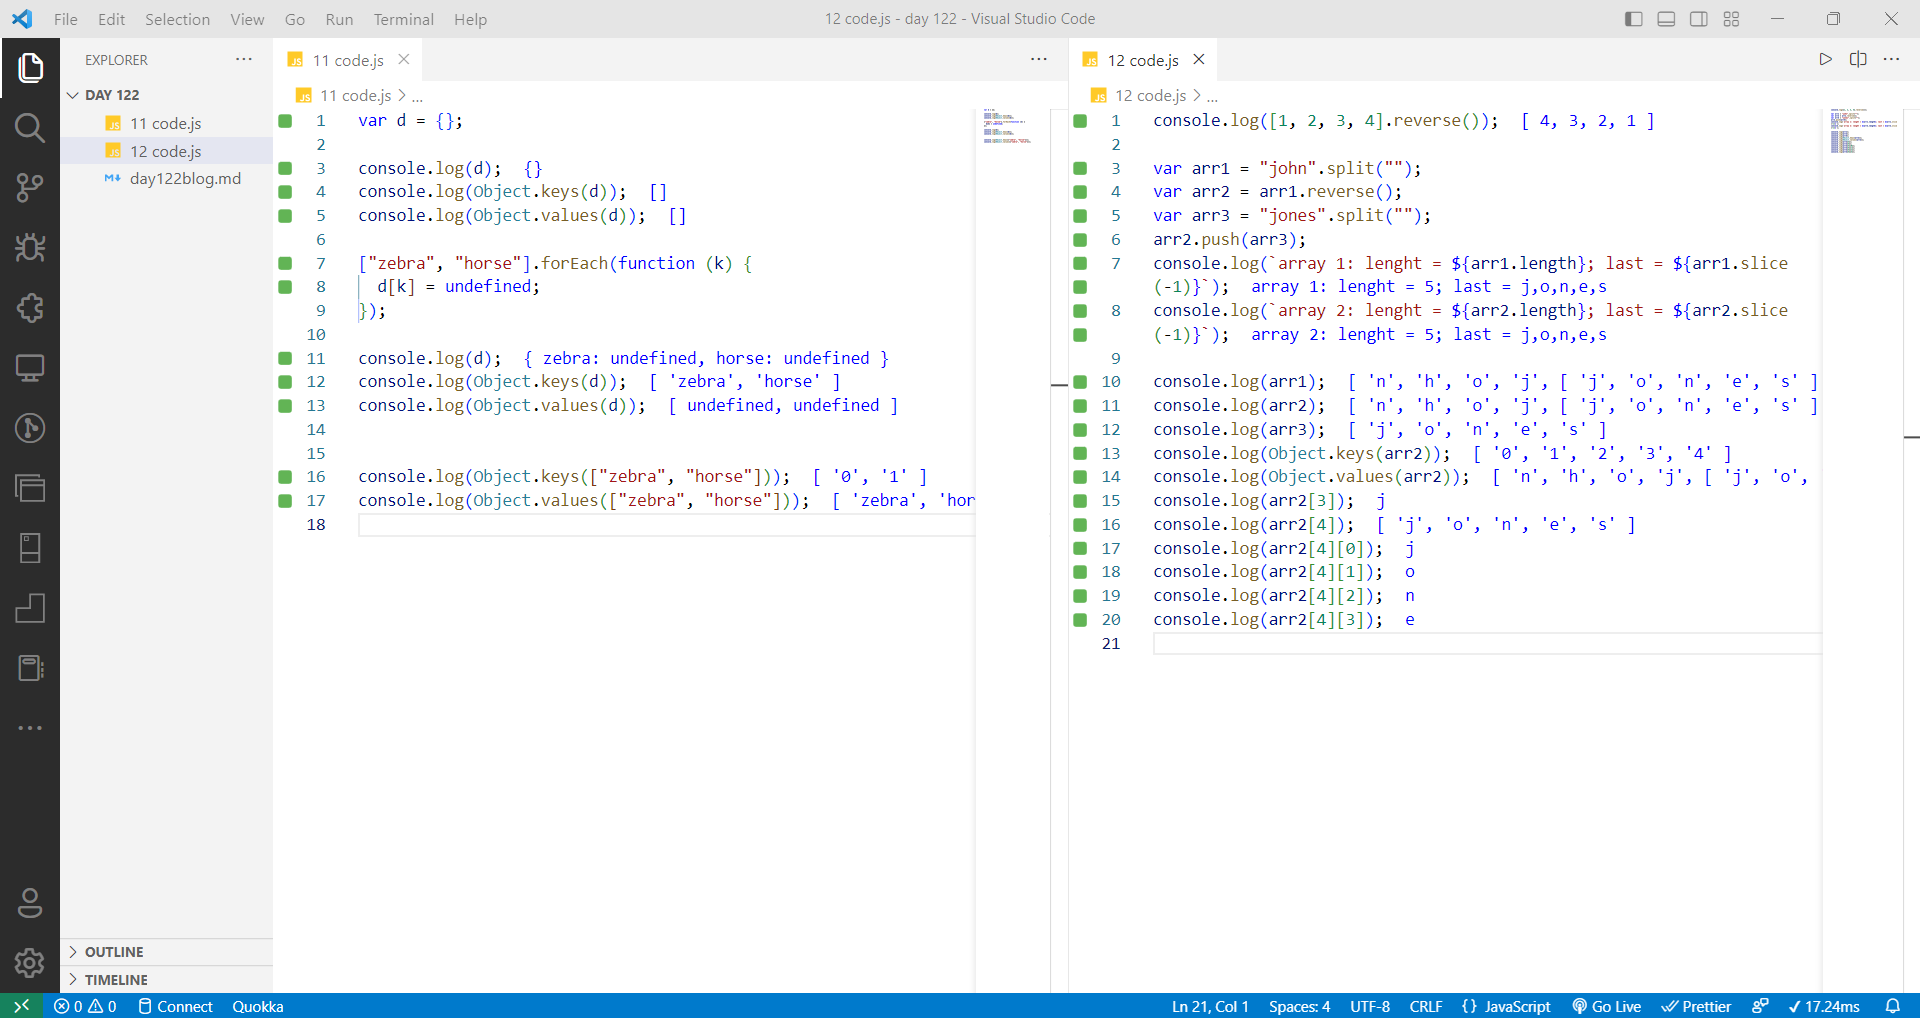 File Edit Selection View Go Run Terminal Help
12 code.js - day 122 - Visual Studio Code
EXPLORER
DAY 122
11 code.js
12 code.js
day122blog.md
OUTLINE
TIMELINE
11 code.js
11 code.js > ...
1 var d = {};
2
3 console.log(d); {}
4 console.log(Object.keys(d)); []
5 console.log(Object.values(d)); []
6
7 ["zebra", "horse"].forEach(function (k) {
8 d[k] = undefined;
9 });
10
11 console.log(d); { zebra: undefined, horse: undefined }
12 console.log(Object.keys(d)); [ 'zebra', 'horse' ]
13 console.log(Object.values(d)); [ undefined, undefined ]
14
15
16 console.log(Object.keys(["zebra", "horse"])); [ '0', '1' ]
17 console.log(Object.values(["zebra", "horse"])); [ 'zebra', 'hor
18
12 code.js
12 code.js > ...
1 console.log([1, 2, 3, 4].reverse()); [ 4, 3, 2, 1 ]
2
3 var arr1 = "john".split("");
4 var arr2 = arr1.reverse();
5 var arr3 = "jones".split("");
6 arr2.push(arr3);
7 console.log(`array 1: lenght = ${arr1.length}; last = ${arr1.slice
(-1)}`); array 1: lenght = 5; last = j,o,n,e,s
8 console.log(`array 2: lenght = ${arr2.length}; last = ${arr2.slice
(-1)}`); array 2: lenght = 5; last = j,o,n,e,s
9
10 console.log(arr1); [ 'n', 'h', 'o', 'j', [ 'j', 'o', 'n', 'e', 's' ]
11 console.log(arr2); [ 'n', 'h', 'o', 'j', [ 'j', 'o', 'n', 'e', 's' ]
12 console.log(arr3); [ 'j', 'o', 'n', 'e', 's' ]
13 console.log(Object.keys(arr2)); [ '0', '1', '2', '3', '4' ]
14 console.log(Object.values(arr2)); [ 'n', 'h', 'o', 'j', [ 'j', 'o',
15 console.log(arr2[3]); j
16 console.log(arr2[4]); [ 'j', 'o', 'n', 'e', 's' ]
17 console.log(arr2[4][0]); j
18 console.log(arr2[4][1]); o
19 console.log(arr2[4][2]); n
20 console.log(arr2[4][3]); e
21
0 0 Connect Quokka
Ln 21, Col 1 Spaces: 4 UTF-8 CRLF {} JavaScript Go Live Prettier 17.24ms